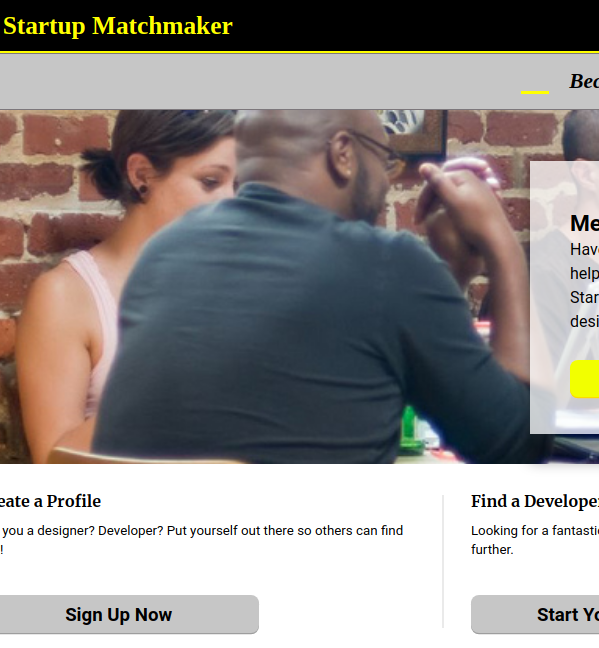 Startup Matchmaker
Bec
Me
Hav
help
Star
desi
eate a Profile
you a designer? Developer? Put yourself out there so others can find
!
Sign Up Now
Find a Develope
Looking for a fantasti
further.
Start Yo